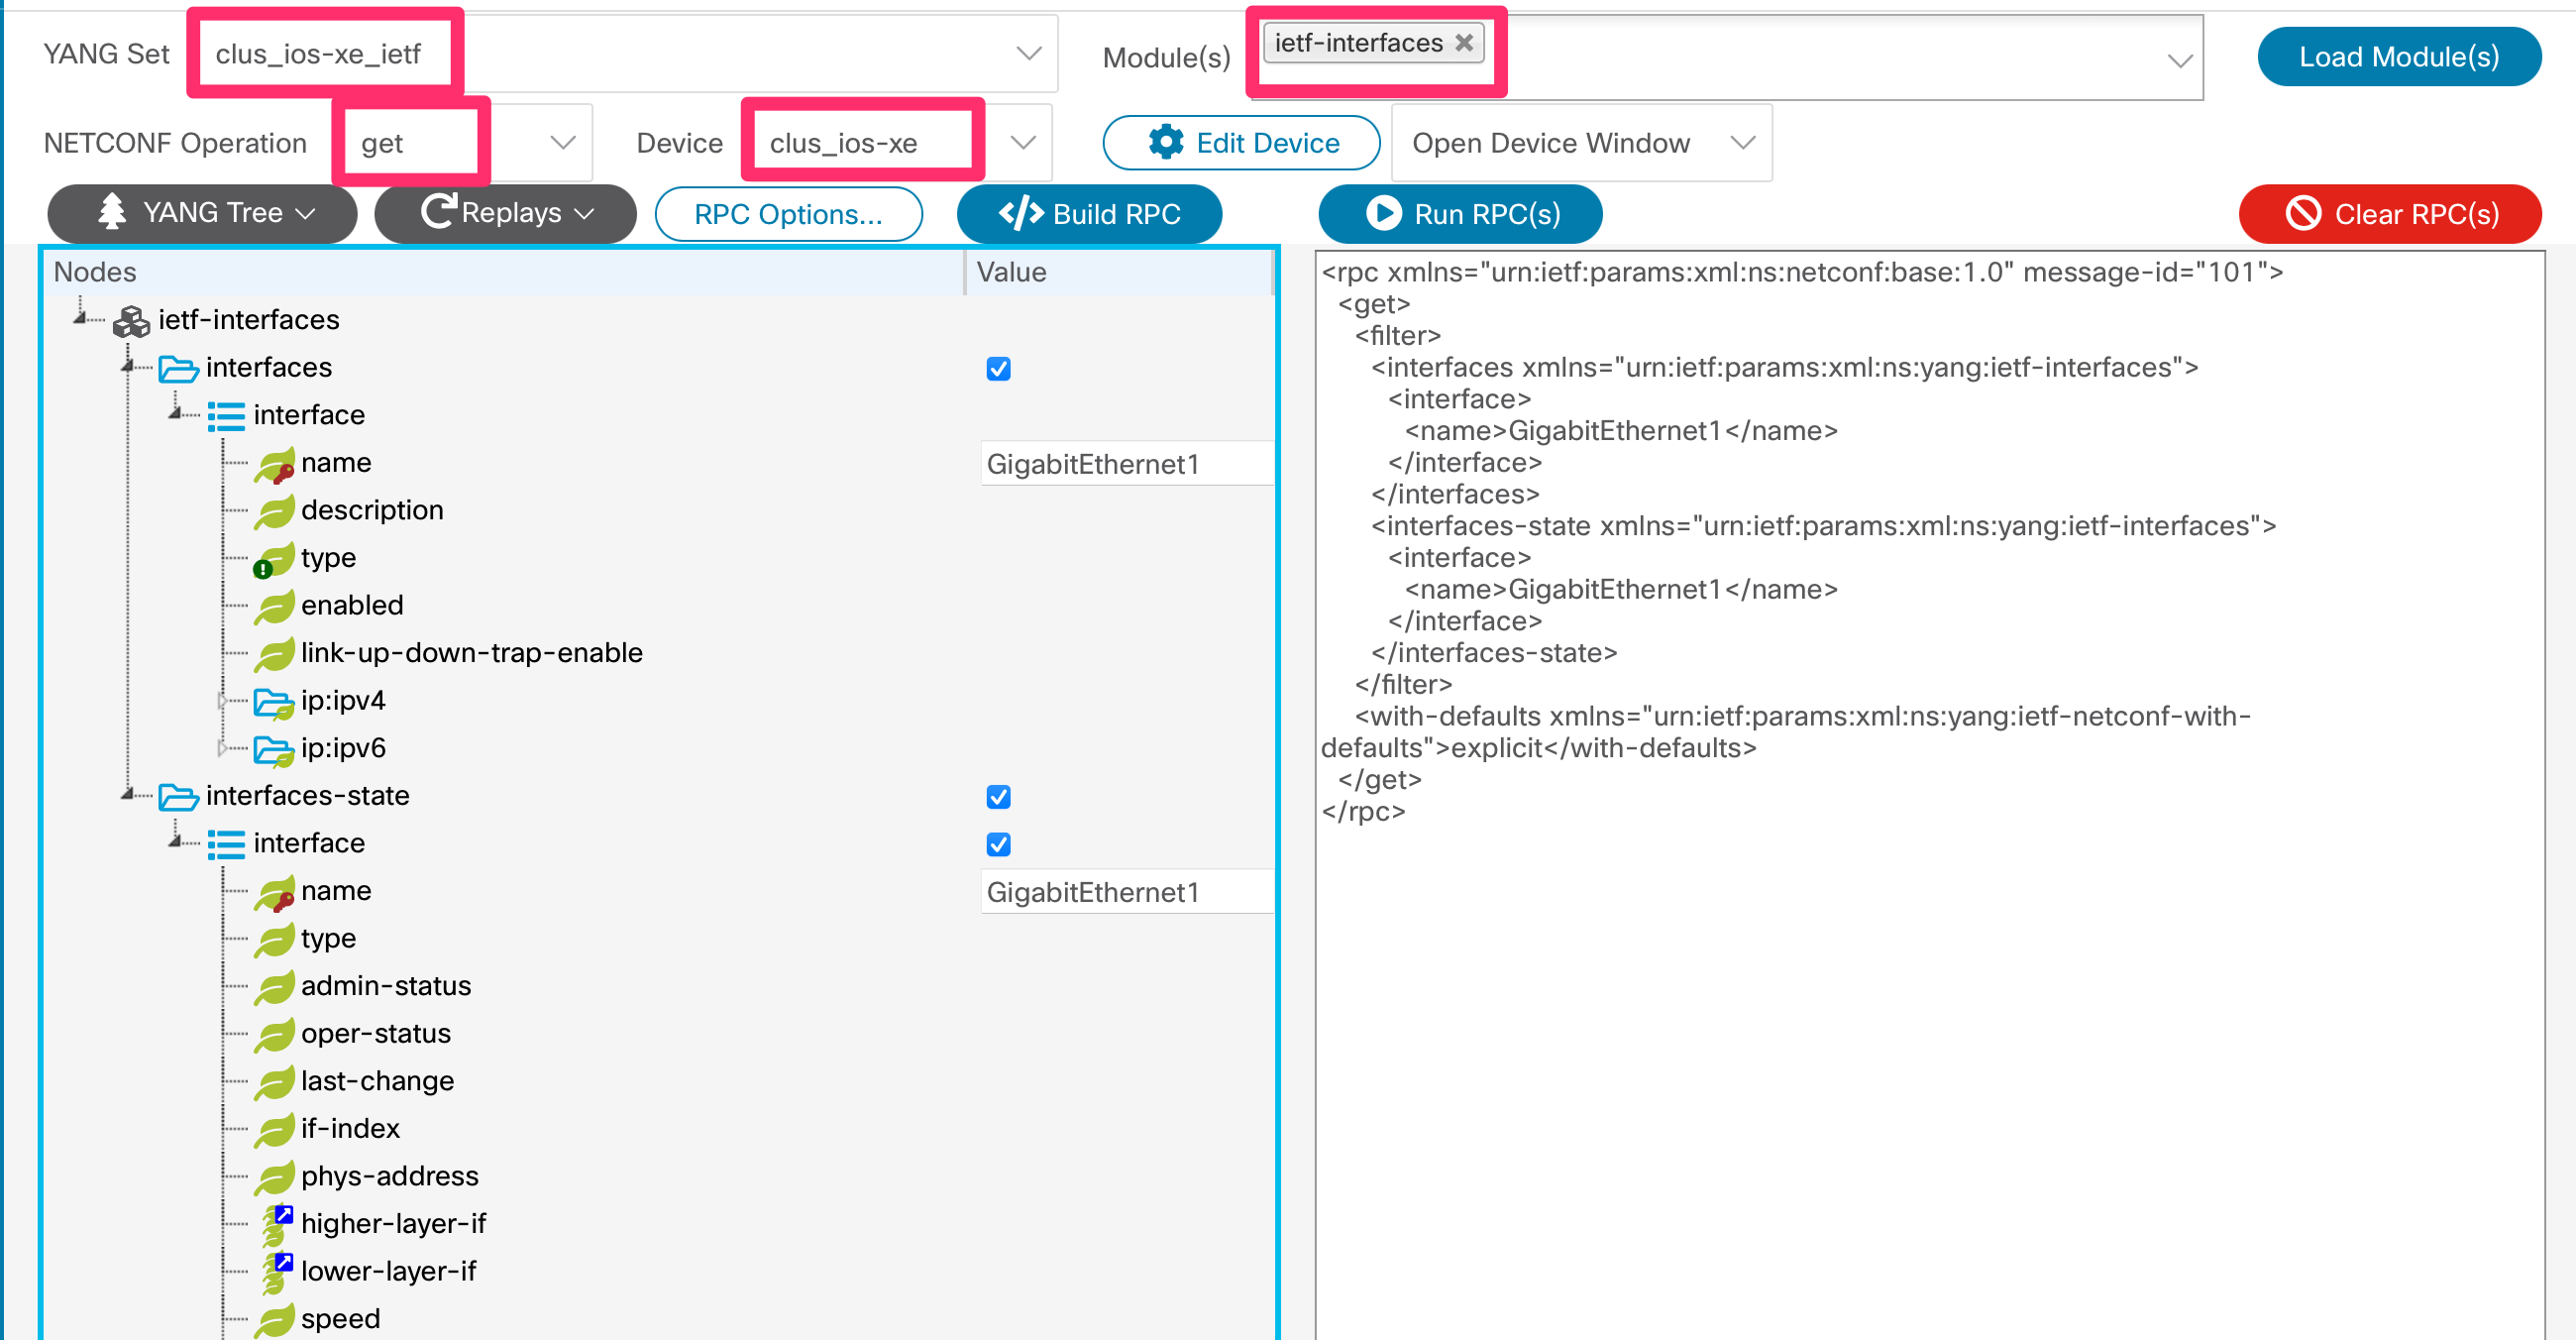 YANG Set clus_ios-xe_ietf Module(s) ietf-interfaces Load Module(s)
NETCONF Operation get Device clus_ios-xe Edit Device Open Device Window
YANG Tree Replays RPC Options... </> Build RPC Run RPC(s) Clear RPC(s)
Nodes Value
ietf-interfaces
interfaces
interface
name GigabitEthernet1
description
type
enabled
link-up-down-trap-enable
ip:ipv4
ip:ipv6
interfaces-state
interface
name GigabitEthernet1
type
admin-status
oper-status
last-change
if-index
phys-address
higher-layer-if
lower-layer-if
speed
<rpc xmlns="urn:ietf:params:xml:ns:netconf:base:1.0" message-id="101">
<get>
<filter>
<interfaces xmlns="urn:ietf:params:xml:ns:yang:ietf-interfaces">
<interface>
<name>GigabitEthernet1</name>
</interface>
</interfaces>
<interfaces-state xmlns="urn:ietf:params:xml:ns:yang:ietf-interfaces">
<interface>
<name>GigabitEthernet1</name>
</interface>
</interfaces-state>
</filter>
<with-defaults xmlns="urn:ietf:params:xml:ns:yang:ietf-netconf-with-
defaults">explicit</with-defaults>
</get>
</rpc>